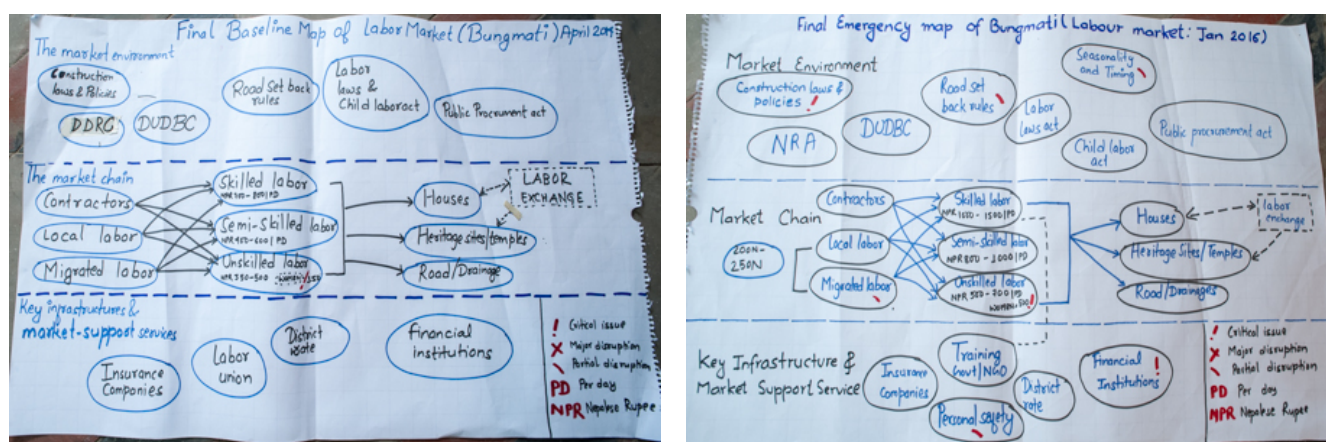 Final Baseline Map of Labor Market (Bungmati) April 2015
The market environment
Construction
laws & Policies
DDRC
DUDBC
Road Set back
rules
Labor
laws &
Child laboract
Public Procrument act
The market chain
Contractors
Local labor
Migrated labor
Skilled labor
Semi-Skilled labor
NPR 450-600 | PD
Unskilled labor
NPR 350-500
Houses
Heritage sites/temples
Road/Drainage
LABOR
EXCHANGE
Key infrastructures &
market-support services
Insurance
Companies
Labor
union
District
rate
Financial
institutions
! Critical issue
X Major disruption
\ Partial disruption
PD Per day
NPR Nepalese Rupee
Final Emergency map of Bungmati (Labour market: Jan 2016)
Market Environment
Construction laws &
policies !
NRA
DUDBC
Road set
back rules
Labor
laws act
Seasonality
and Timing
Child labor
act
Public procurement act
Market Chain
200N-
250N
Contractors
Local labor
Migrated labor
Skilled labor
Semi-skilled labor
NPR 800-1000/PD
Unskilled labor
Houses
Heritage Sites/Temples
Road/Drainages
labor
exchange
Key Infrastructure &
Market Support Service
Insurance
Companies
Training
Govt/NGO
Personal safety
District
rate
Financial !
Institutions
! Critical issue
X Major disruption
\ Partial disruption
PD Per day
NPR Nepalese Rupee